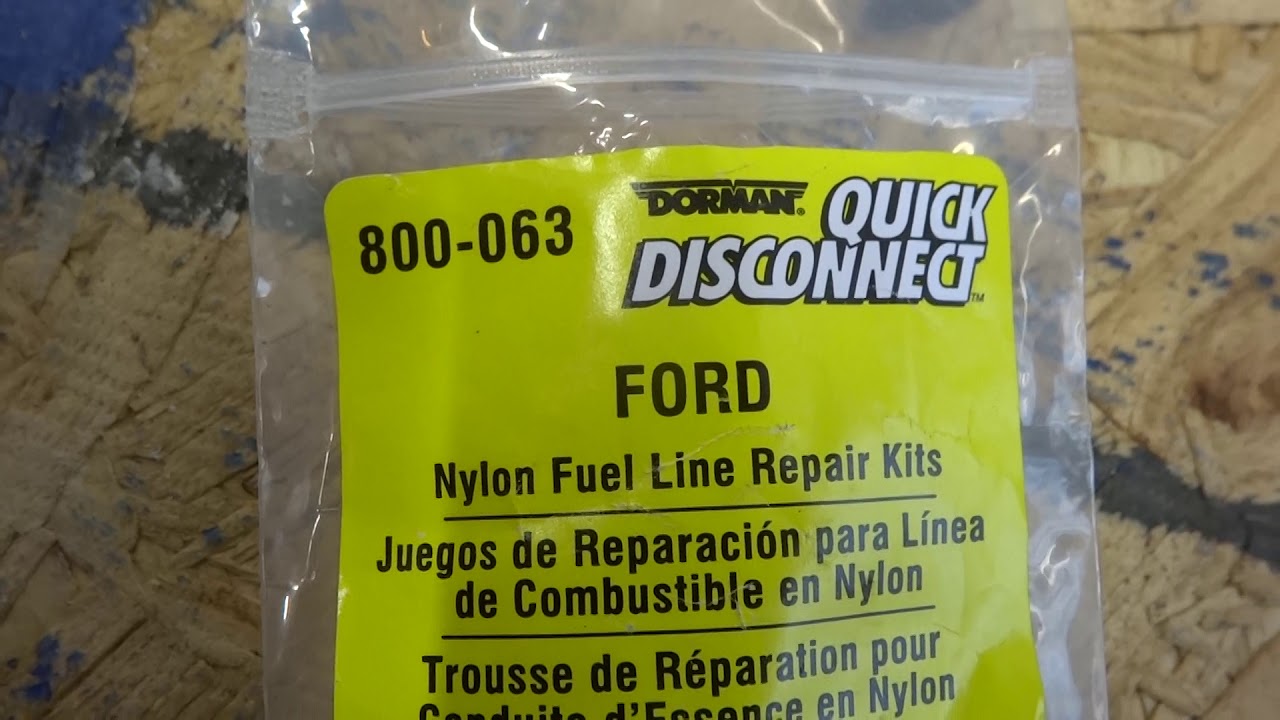 800-063
DORMAN®
QUICK
DISCONNECT™
FORD
Nylon Fuel Line Repair Kits
Juegos de Reparación para Línea
de Combustible en Nylon
Trousse de Réparation pour
Conduite d'Essence en Nylon